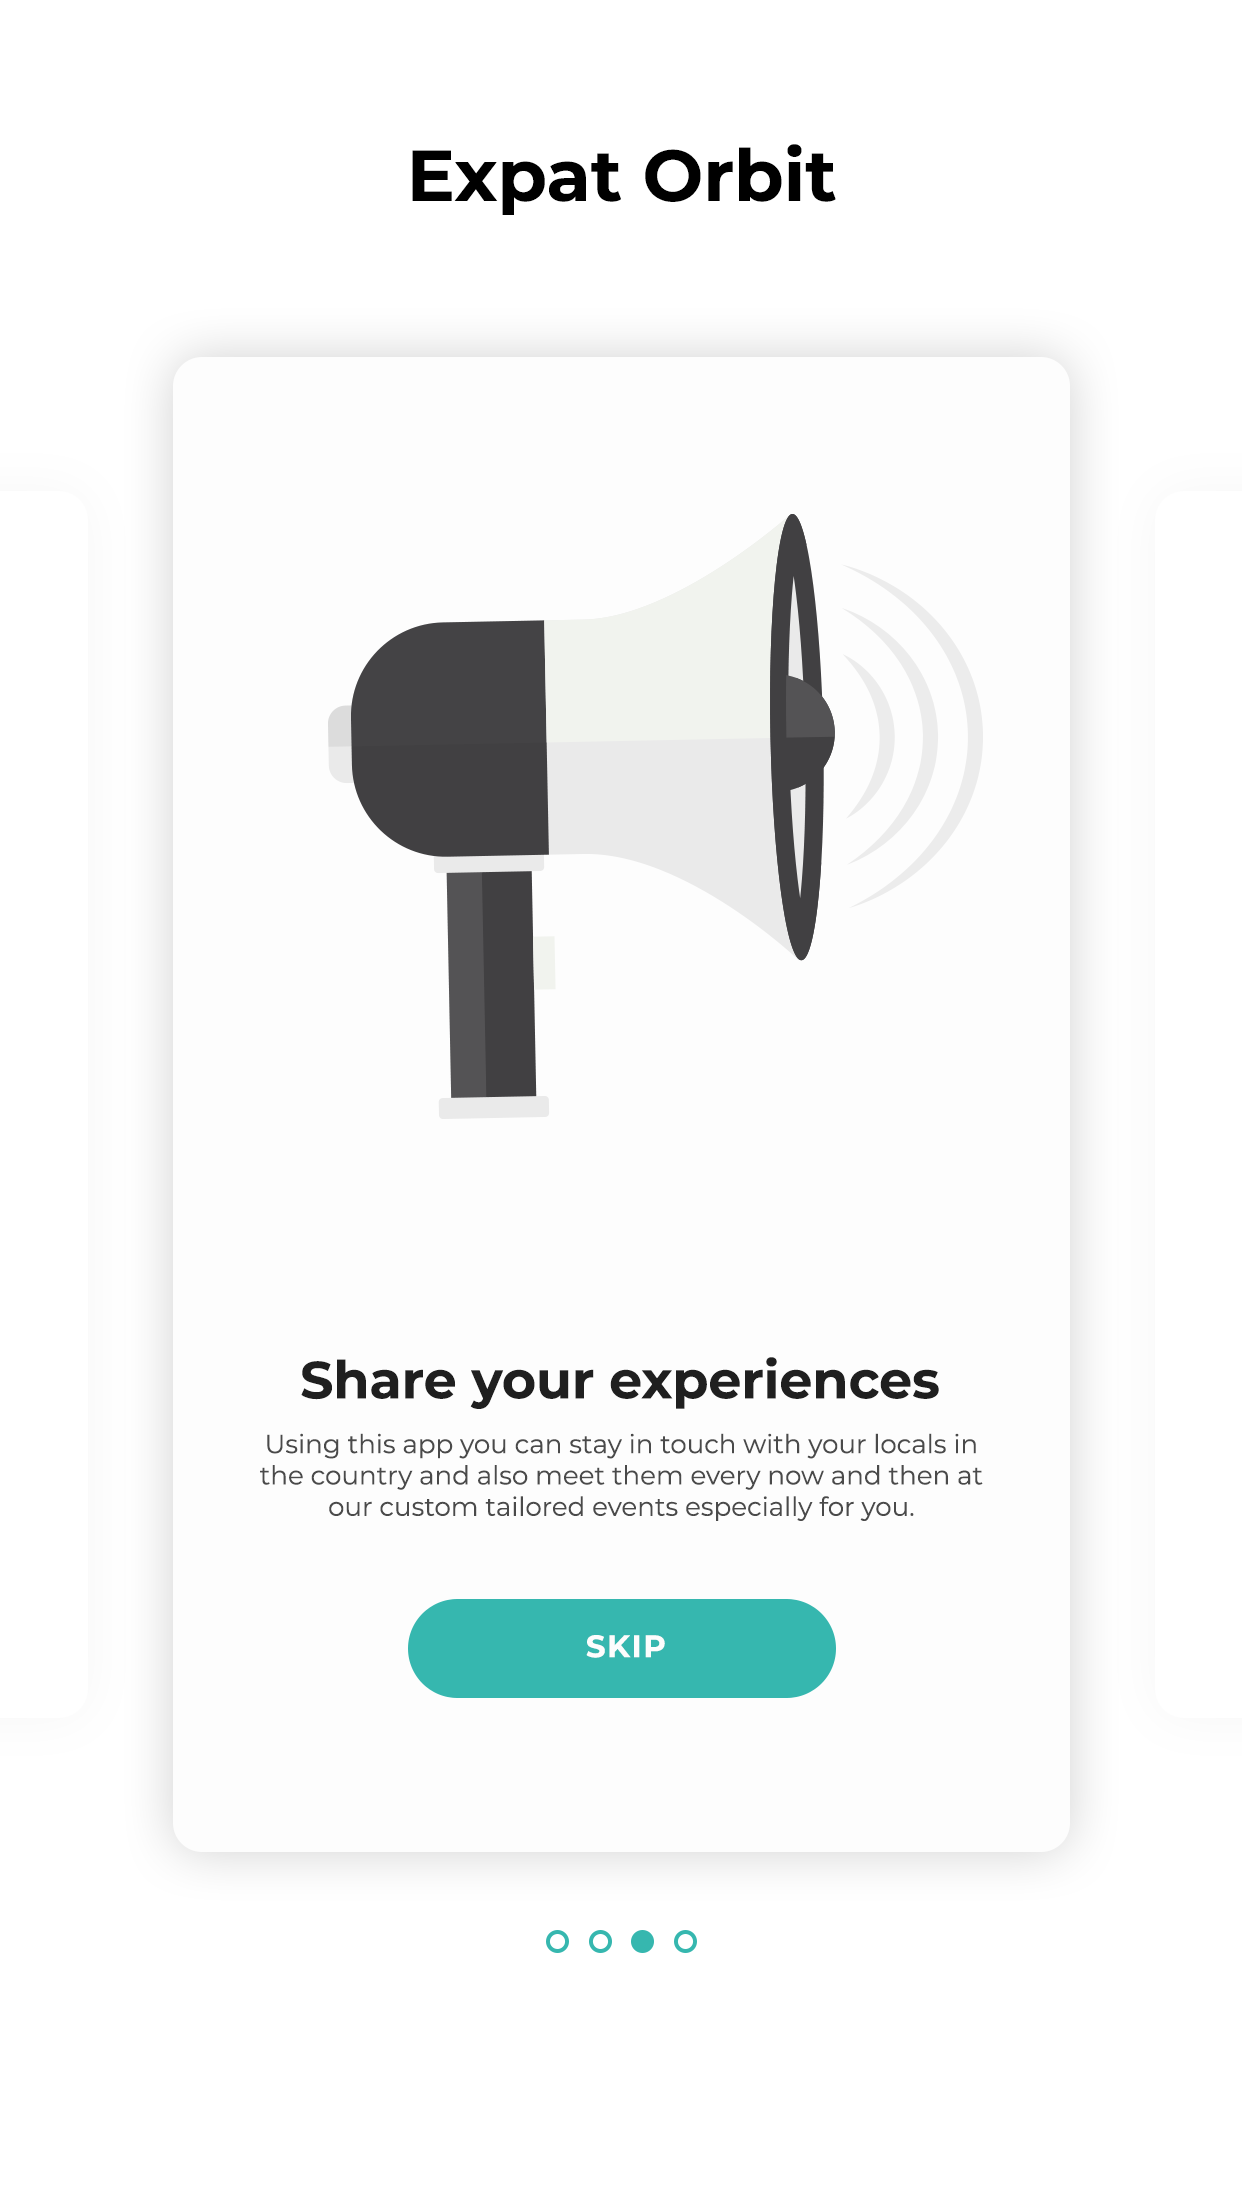 Expat Orbit
Share your experiences
Using this app you can stay in touch with your locals in
the country and also meet them every now and then at
our custom tailored events especially for you.
SKIP